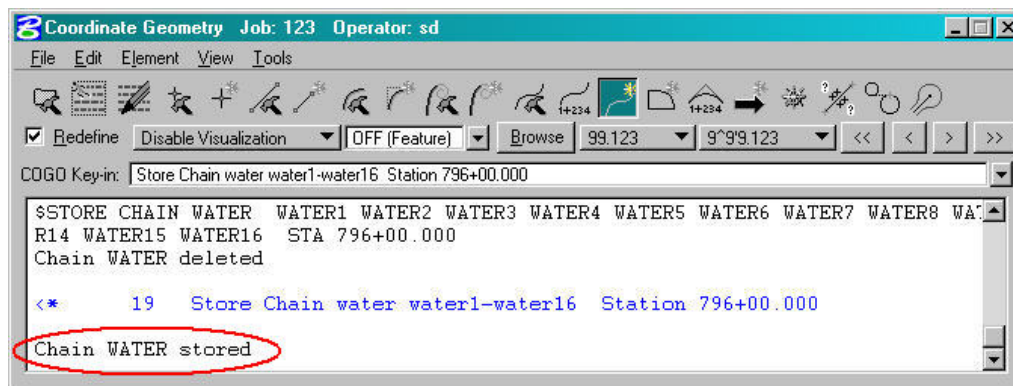 Coordinate Geometry Job: 123 Operator: sd
File Edit Element View Tools
1+234 1+234
Redefine Disable Visualization OFF (Feature) Browse 99.123 9^9'9.123 << < > >>
COGO Key-in: Store Chain water water1-water16 Station 796+00.000
$STORE CHAIN WATER WATER1 WATER2 WATER3 WATER4 WATER5 WATER6 WATER7 WATER8 WA
R14 WATER15 WATER16 STA 796+00.000
Chain WATER deleted
<* 19 Store Chain water water1-water16 Station 796+00.000
Chain WATER stored